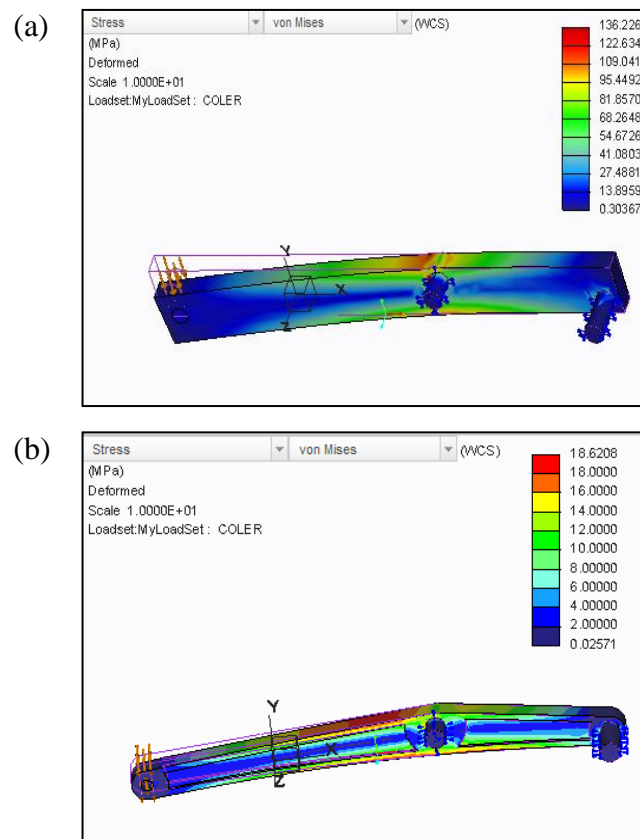 (a)
Stress von Mises (WCS)
(MPa)
Deformed
Scale 1.0000E+01
Loadset:MyLoadSet : COLER
136.226
122.634
109.041
95.4492
81.8570
68.2648
54.6726
41.0803
27.4881
13.8959
0.30367
Y
X
Z
(b)
Stress von Mises (WCS)
(MPa)
Deformed
Scale 1.0000E+01
Loadset:MyLoadSet : COLER
18.6208
18.0000
16.0000
14.0000
12.0000
10.0000
8.00000
6.00000
4.00000
2.00000
0.02571
Y
X
Z